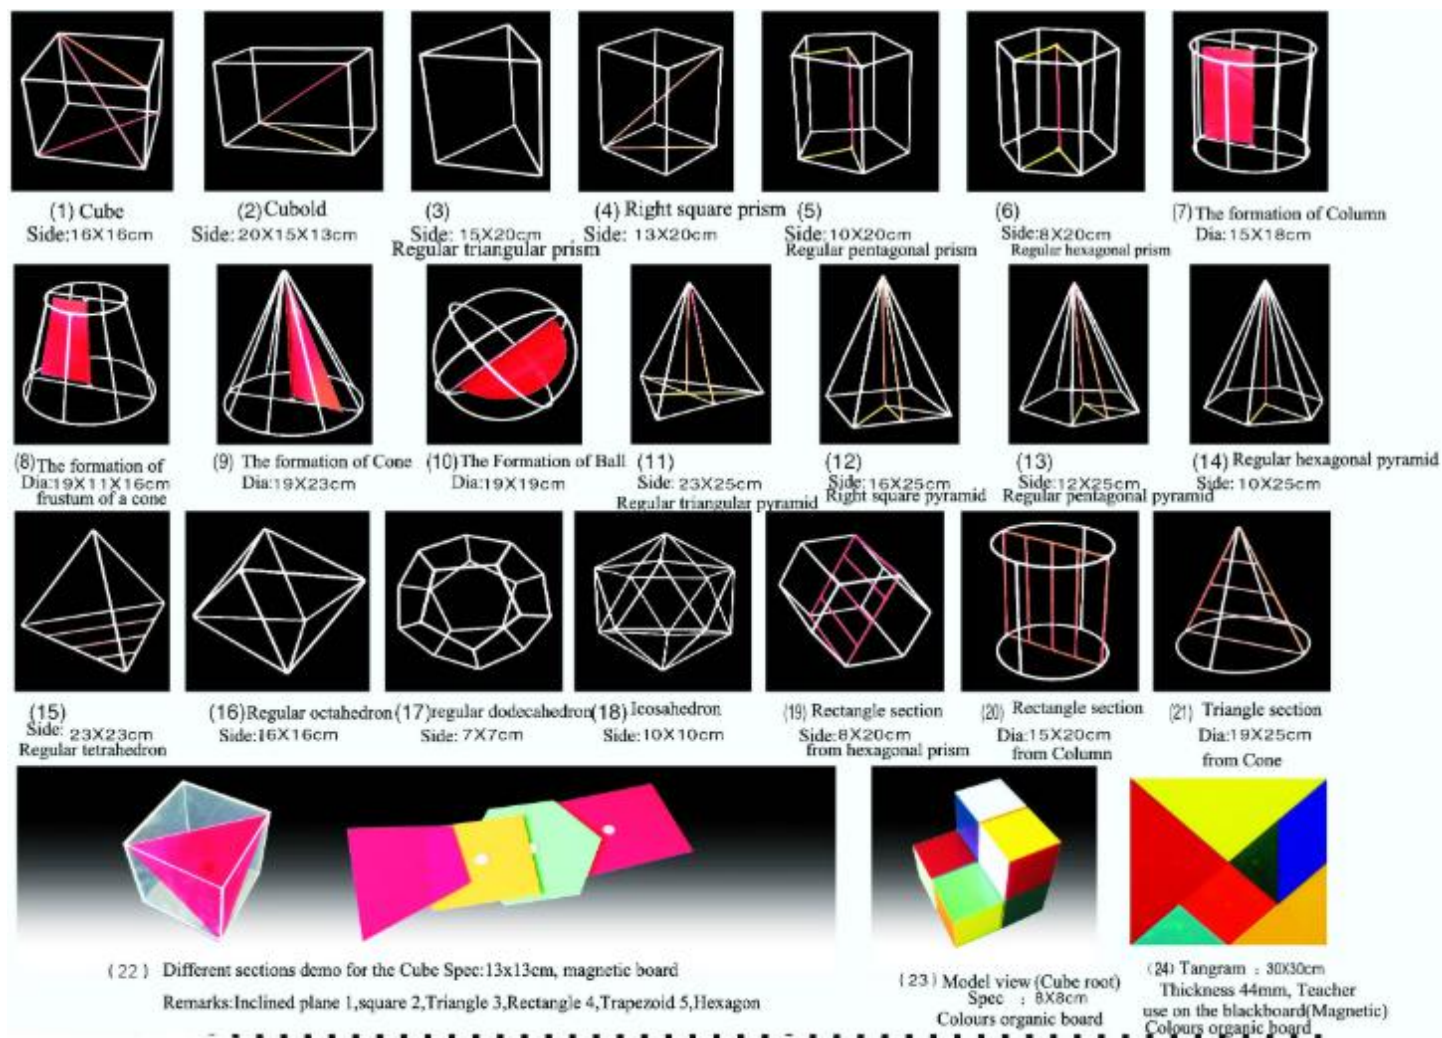 (1) Cube
Side:16X16cm
(2) Cubold
Side: 20X15X13cm
(3)
Side: 15X20cm
Regular triangular prism
(4) Right square prism
Side: 13X20cm
(5)
Side: 10X20cm
Regular pentagonal prism
(6)
Side:8X20cm
Regular hexagonal prism
(7) The formation of Column
Dia: 15X18cm
(8) The formation of
Dia:19X11X16cm
frustum of a cone
(9) The formation of Cone
Dia:19X23cm
(10) The Formation of Ball
Dia:19X19cm
(11)
Side: 23X25cm
Regular triangular pyramid
(12)
Side: 16X25cm
Right square pyramid
(13)
Side: 12X25cm
Regular pentagonal pyramid
(14) Regular hexagonal pyramid
Side: 10X25cm
(15)
Side: 23X23cm
Regular tetrahedron
(16) Regular octahedron
Side:16X16cm
(17) regular dodecahedron
Side: 7X7cm
(18) Icosahedron
Side:10X10cm
(19) Rectangle section
Side:8X20cm
from hexagonal prism
(20) Rectangle section
Dia:15X20cm
from Column
(21) Triangle section
Dia:19X25cm
from Cone
(22) Different sections demo for the Cube Spec:13x13cm, magnetic board
Remarks:Inclined plane 1,square 2,Triangle 3,Rectangle 4,Trapezoid 5,Hexagon
(23) Model view (Cube root)
Spec : 8X8cm
Colours organic board
(24) Tangram : 30X30cm
Thickness 44mm, Teacher
use on the blackboard(Magnetic)
Colours organic board